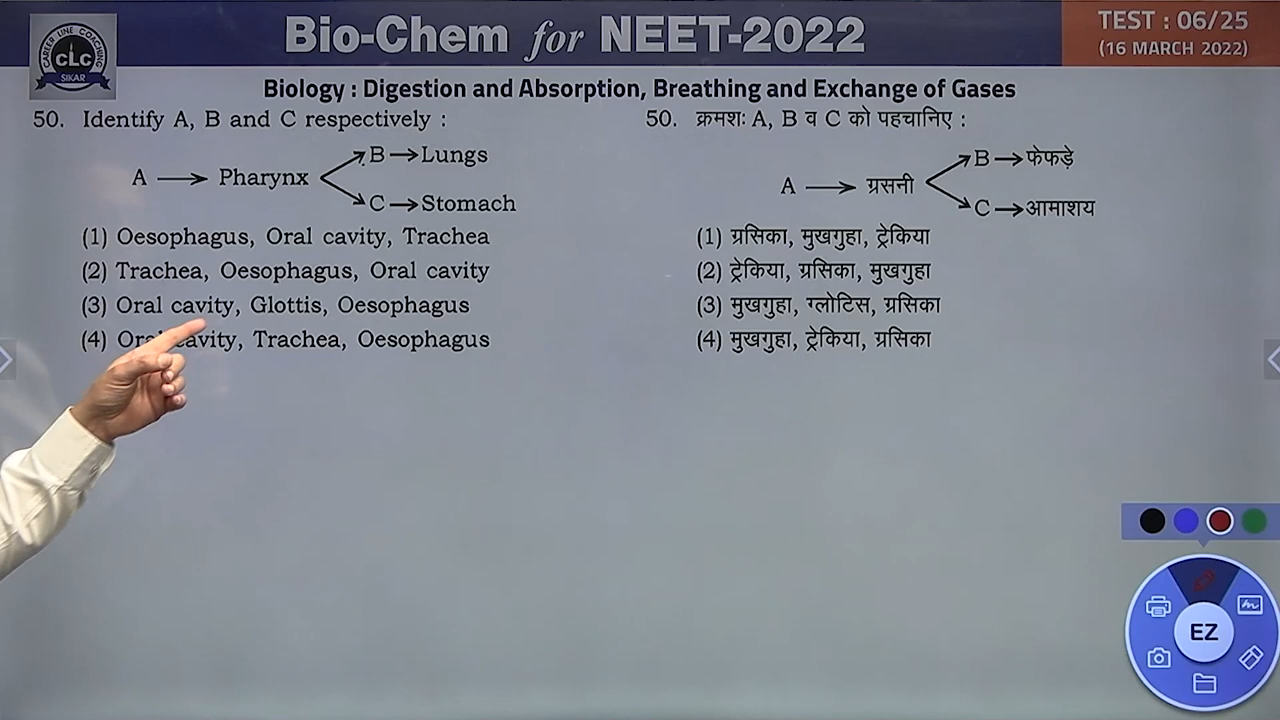 CAREER LINE COACHING
CLC
SIKAR
Bio-Chem for NEET-2022
TEST : 06/25
(16 MARCH 2022)
Biology : Digestion and Absorption, Breathing and Exchange of Gases
50. Identify A, B and C respectively :
A → Pharynx
B → Lungs
C → Stomach
(1) Oesophagus, Oral cavity, Trachea
(2) Trachea, Oesophagus, Oral cavity
(3) Oral cavity, Glottis, Oesophagus
(4) Oral cavity, Trachea, Oesophagus
50. क्रमशः A, B व C को पहचानिए :
A → ग्रसनी
B → फेफड़े
C → आमाशय
(1) ग्रसिका, मुखगुहा, ट्रेकिया
(2) ट्रेकिया, ग्रसिका, मुखगुहा
(3) मुखगुहा, ग्लोटिस, ग्रसिका
(4) मुखगुहा, ट्रेकिया, ग्रसिका
EZ